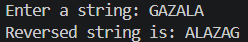 Enter a string: GAZALA
Reversed string is: ALAZAG